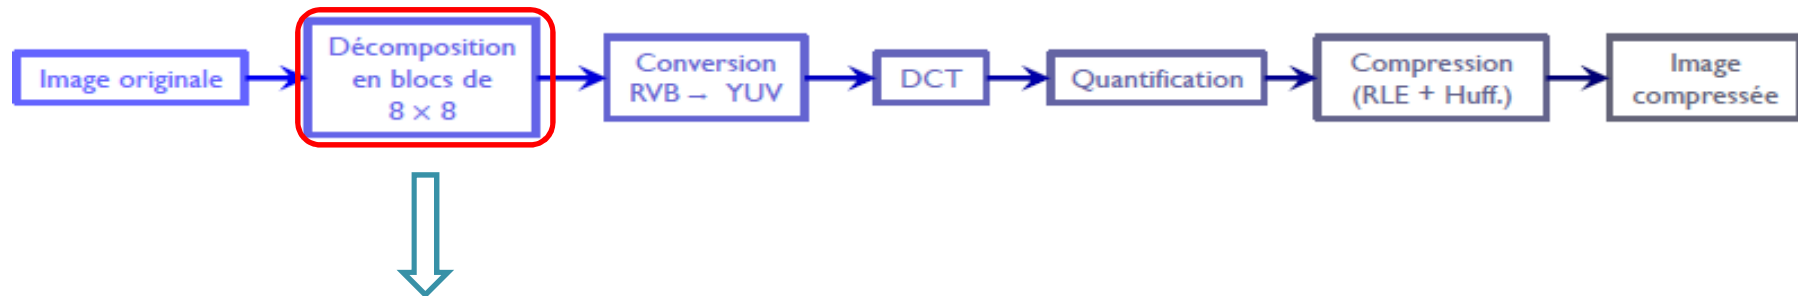 Image originale
Décomposition
en blocs de
8 × 8
Conversion
RVB → YUV
DCT
Quantification
Compression
(RLE + Huff.)
Image
compressée